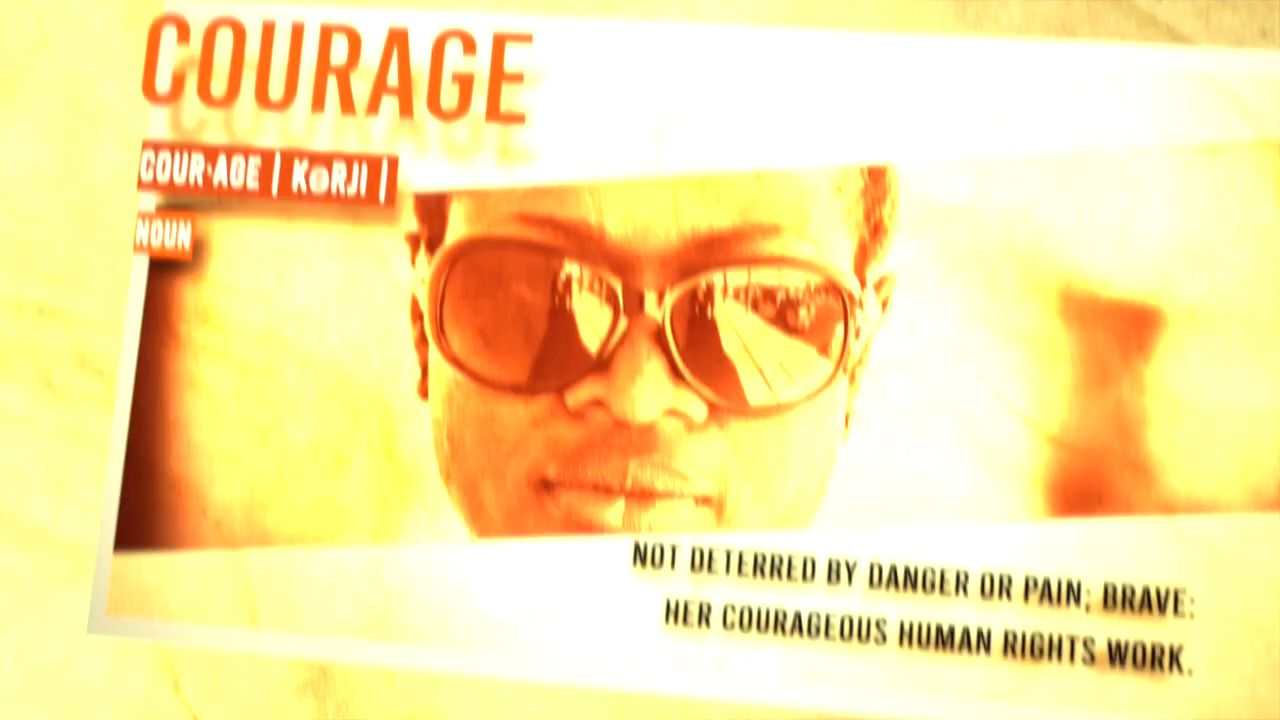 COURAGE
COUR·AGE | KƏRJI |
NOUN
NOT DETERRED BY DANGER OR PAIN; BRAVE:
HER COURAGEOUS HUMAN RIGHTS WORK.